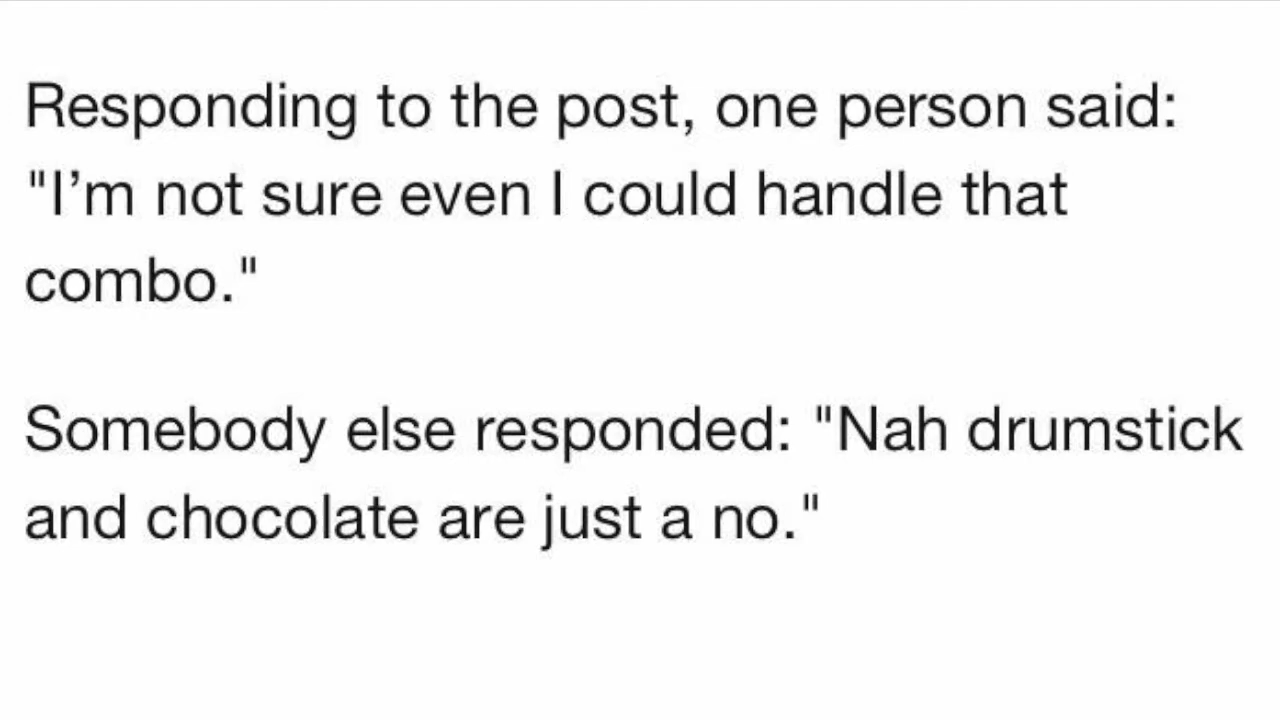 Responding to the post, one person said:
"I’m not sure even I could handle that
combo."
Somebody else responded: "Nah drumstick
and chocolate are just a no."